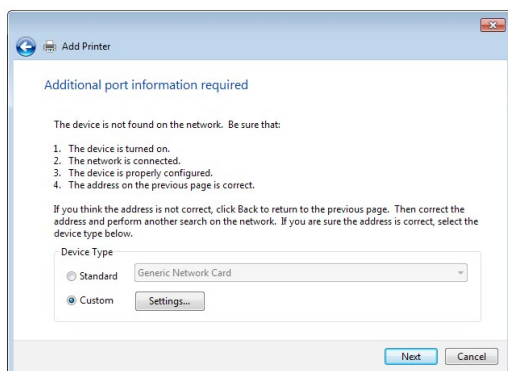 Add Printer
Additional port information required
The device is not found on the network. Be sure that:
1. The device is turned on.
2. The network is connected.
3. The device is properly configured.
4. The address on the previous page is correct.
If you think the address is not correct, click Back to return to the previous page. Then correct the
address and perform another search on the network. If you are sure the address is correct, select the
device type below.
Device Type
Standard
Generic Network Card
Custom
Settings...
Next
Cancel